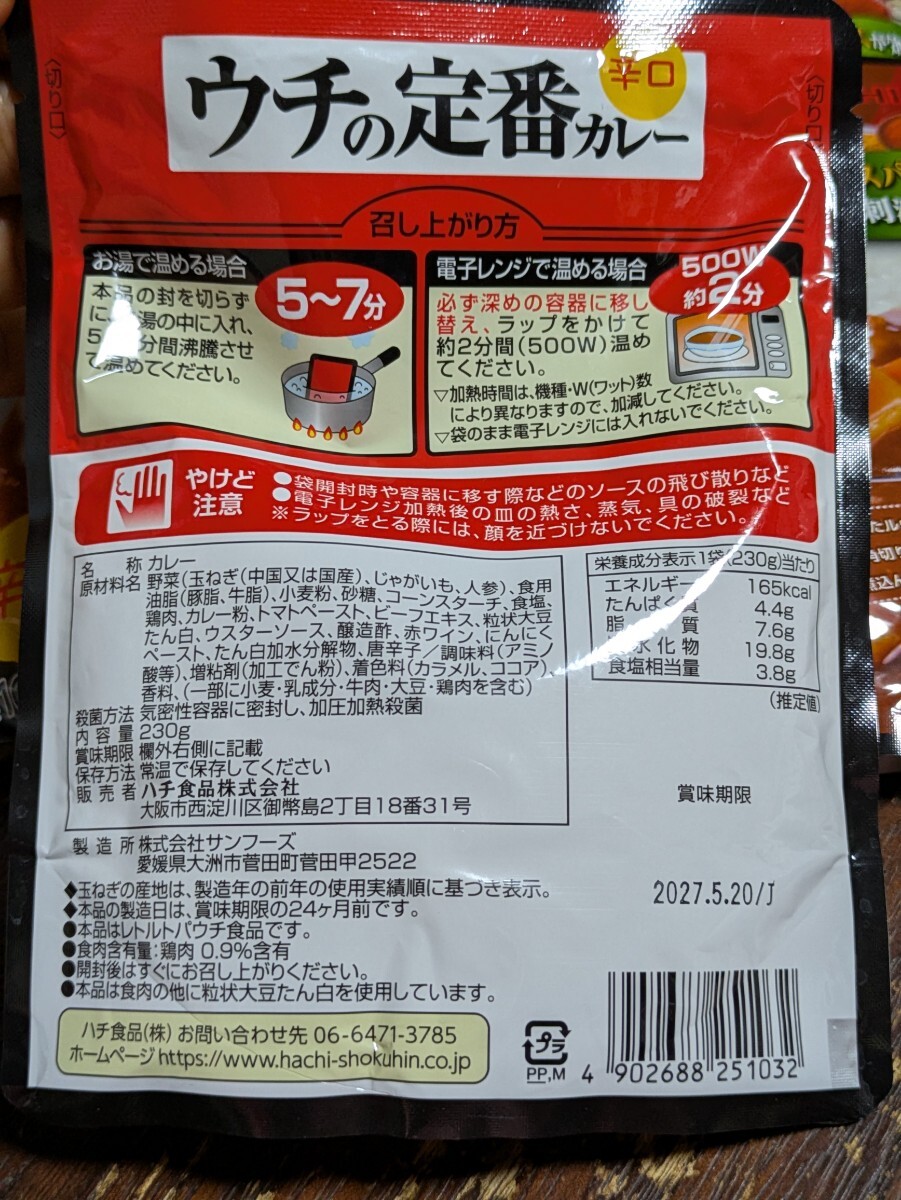 〈切り口〉
ウチの定番カレー
辛口
〈切り口
召し上がり方
お湯で温める場合
5〜7分
本品の封を切らず
に 湯の中に入れ、
5 分間沸騰させ
て温めてください。
電子レンジで温める場合
500W
約2分
必ず深めの容器に移し
替え、ラップをかけて
約2分間(500W)温め
てください。
▽加熱時間は、機種・W(ワット)数
により異なりますので、加減してください。
▽袋のまま電子レンジには入れないでください。
やけど
注意
●袋開封時や容器に移す際などのソースの飛び散りなど
●電子レンジ加熱後の皿の熱さ、蒸気、具の破裂など
※ラップをとる際には、顔を近づけないでください。
名称 カレー
原材料名 野菜(玉ねぎ(中国又は国産)、じゃがいも、人参)、食用
油脂(豚脂、牛脂)、小麦粉、砂糖、コーンスターチ、食塩、
鶏肉、カレー粉、トマトペースト、ビーフエキス、粒状大豆
たん白、ウスターソース、醸造酢、赤ワイン、にんにく
ペースト、たん白加水分解物、唐辛子／調味料(アミノ
酸等)、増粘剤(加工でん粉)、着色料(カラメル、ココア)、
香料、(一部に小麦・乳成分・牛肉・大豆・鶏肉を含む)
殺菌方法 気密性容器に密封し、加圧加熱殺菌
内容量 230g
賞味期限 欄外右側に記載
保存方法 常温で保存してください
販売者 ハチ食品株式会社
大阪市西淀川区御幣島2丁目18番31号
栄養成分表示1袋(230g)当たり
エネルギー 165kcal
たんぱく質 4.4g
脂質 7.6g
水化物 19.8g
食塩相当量 3.8g
(推定値)
賞味期限
2027.5.20/J
製造所 株式会社サンフーズ
愛媛県大洲市菅田町菅田甲2522
◆玉ねぎの産地は、製造年の前年の使用実績順に基づき表示。
◆本品の製造日は、賞味期限の24ヶ月前です。
●本品はレトルトパウチ食品です。
●食肉含有量：鶏肉 0.9%含有
●開封後はすぐにお召し上がりください。
●本品は食肉の他に粒状大豆たん白を使用しています。
ハチ食品(株) お問い合わせ先 06-6471-3785
ホームページ https://www.hachi-shokuhin.co.jp
プラ
PP,M
4 902688 251032